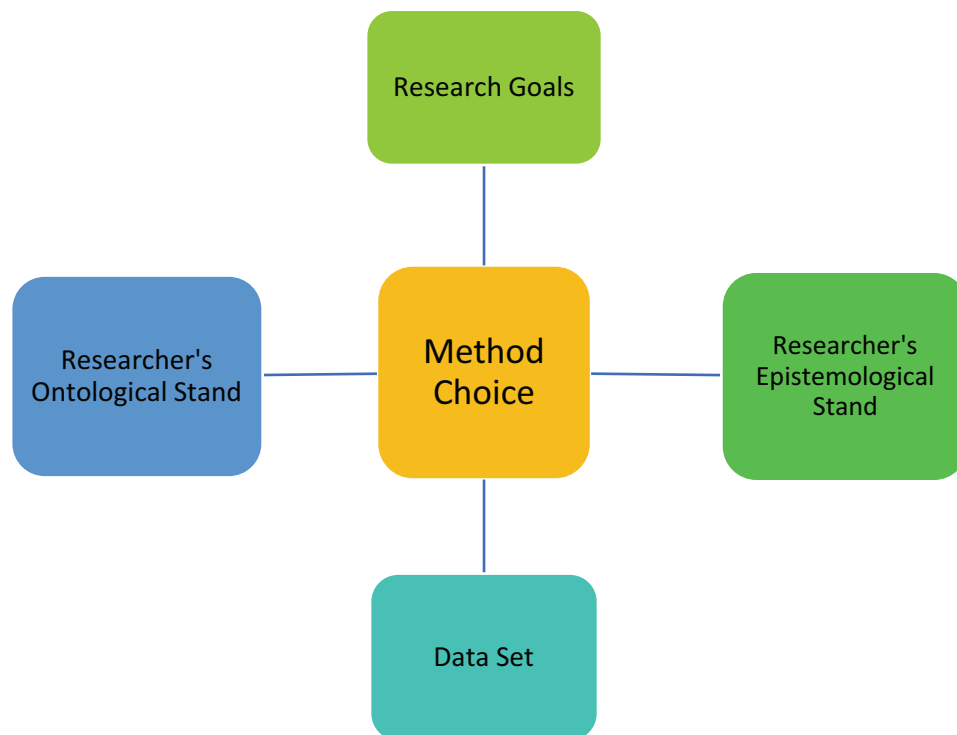 Research Goals
Researcher's
Ontological Stand
Method
Choice
Researcher's
Epistemological
Stand
Data Set